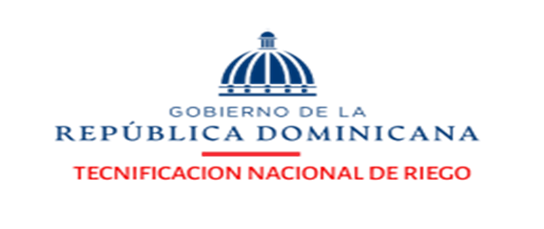 GOBIERNO DE LA
REPÚBLICA DOMINICANA
TECNIFICACION NACIONAL DE RIEGO